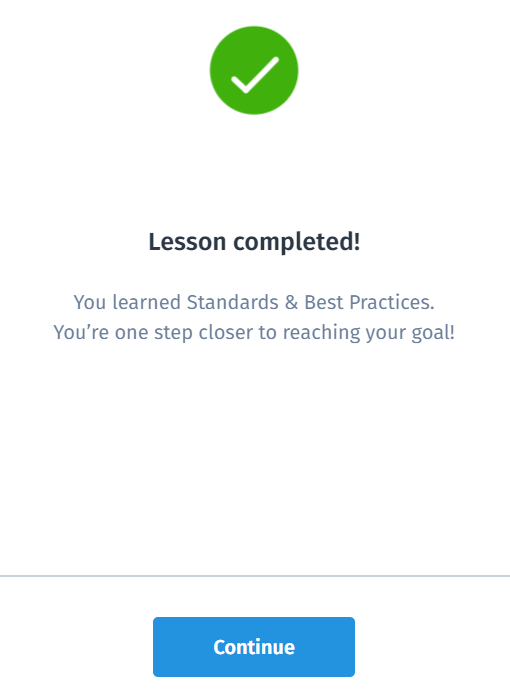 Lesson completed!
You learned Standards & Best Practices.
You’re one step closer to reaching your goal!
Continue